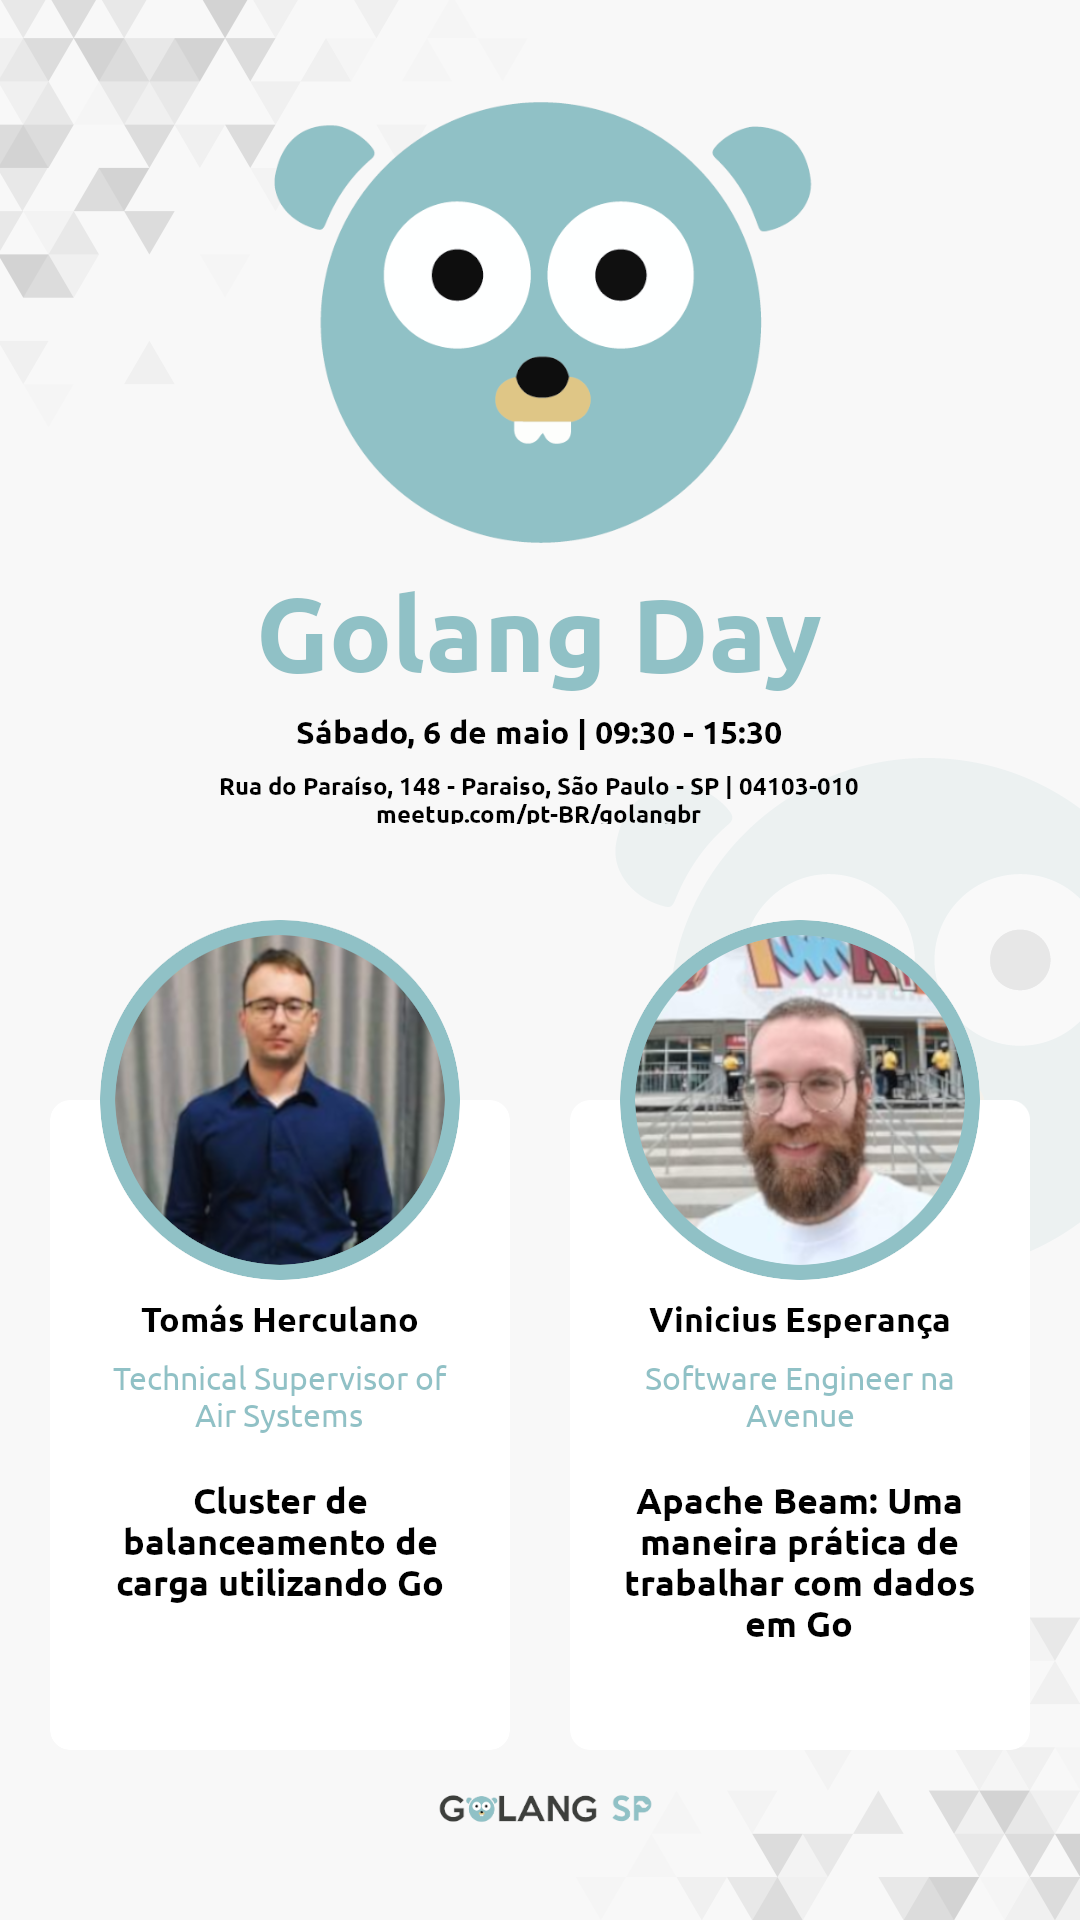 Golang Day
Sábado, 6 de maio | 09:30 - 15:30
Rua do Paraíso, 148 - Paraiso, São Paulo - SP | 04103-010
meetup.com/pt-BR/golangbr
Tomás Herculano
Technical Supervisor of
Air Systems
Cluster de
balanceamento de
carga utilizando Go
Vinicius Esperança
Software Engineer na
Avenue
Apache Beam: Uma
maneira prática de
trabalhar com dados
em Go
GOLANG SP